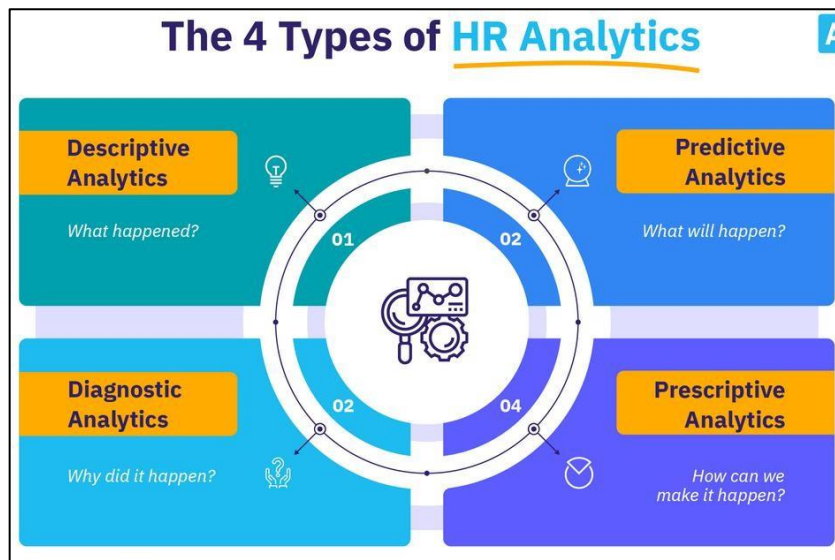 The 4 Types of HR Analytics
A
Descriptive
Analytics
What happened?
01
Predictive
Analytics
What will happen?
02
Diagnostic
Analytics
Why did it happen?
02
Prescriptive
Analytics
How can we
make it happen?
04